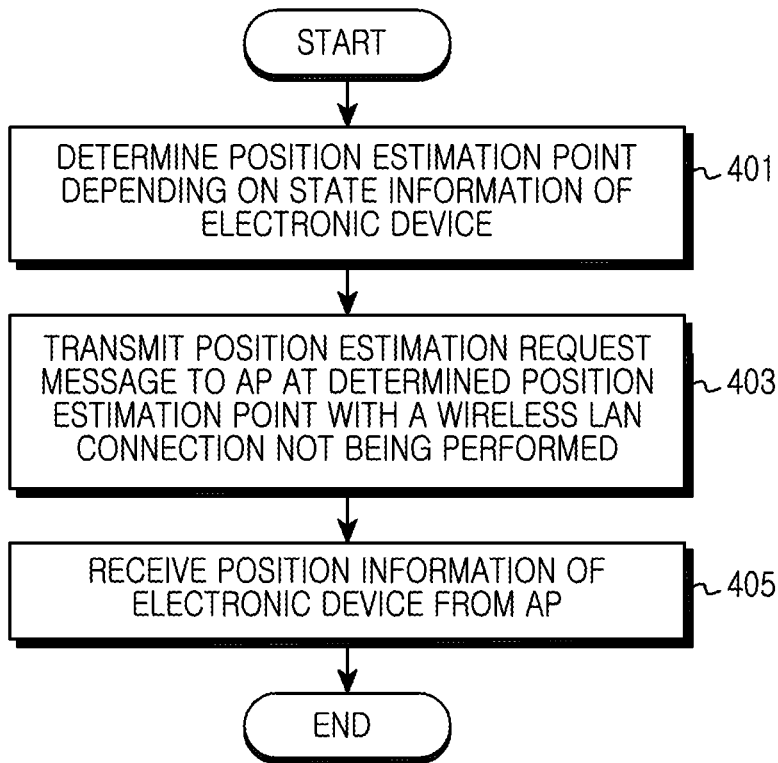 START
DETERMINE POSITION ESTIMATION POINT
DEPENDING ON STATE INFORMATION OF
ELECTRONIC DEVICE
401
TRANSMIT POSITION ESTIMATION REQUEST
MESSAGE TO AP AT DETERMINED POSITION
ESTIMATION POINT WITH A WIRELESS LAN
CONNECTION NOT BEING PERFORMED
403
RECEIVE POSITION INFORMATION OF
ELECTRONIC DEVICE FROM AP
405
END